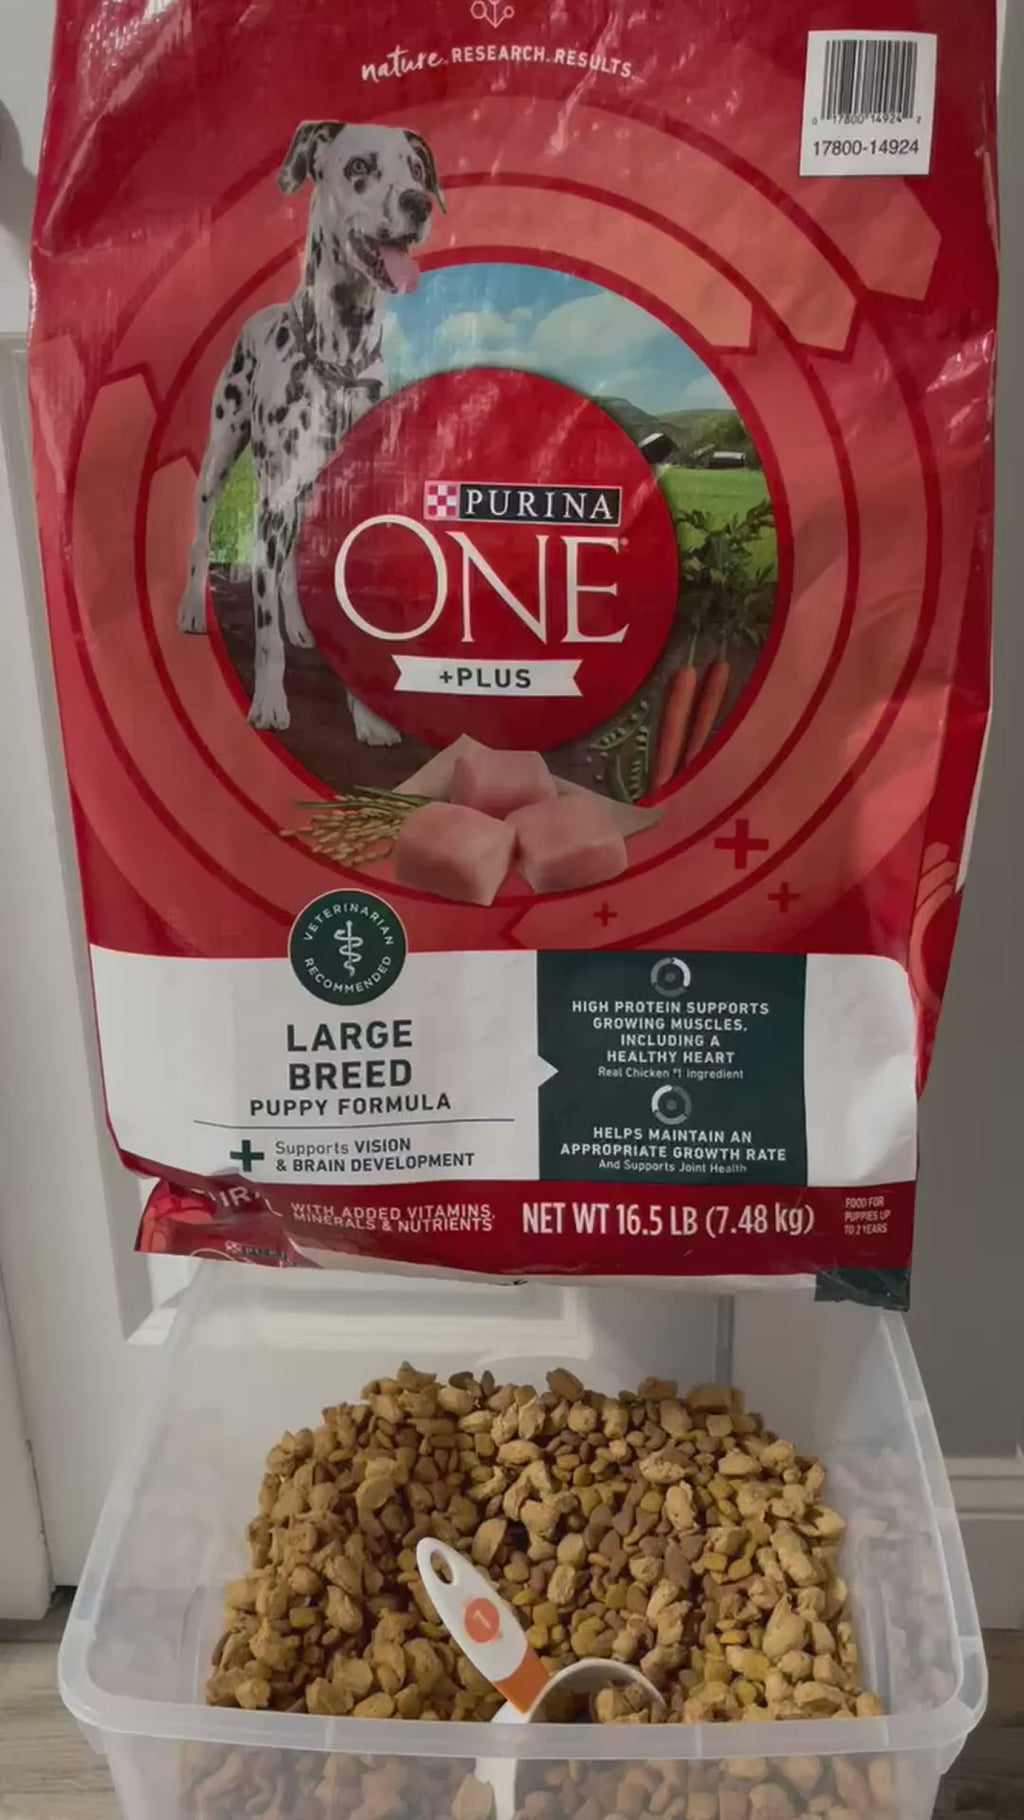 nature. RESEARCH. RESULTS.
0 17800 14924 2
17800-14924
PURINA
ONE
+PLUS
VETERINARIAN
RECOMMENDED
LARGE
BREED
PUPPY FORMULA
Supports VISION
& BRAIN DEVELOPMENT
HIGH PROTEIN SUPPORTS
GROWING MUSCLES,
INCLUDING A
HEALTHY HEART
Real Chicken #1 Ingredient
HELPS MAINTAIN AN
APPROPRIATE GROWTH RATE
And Supports Joint Health
WITH ADDED VITAMINS,
MINERALS & NUTRIENTS
NET WT 16.5 LB (7.48 kg)
FOOD FOR
PUPPIES UP
TO 2 YEARS
1